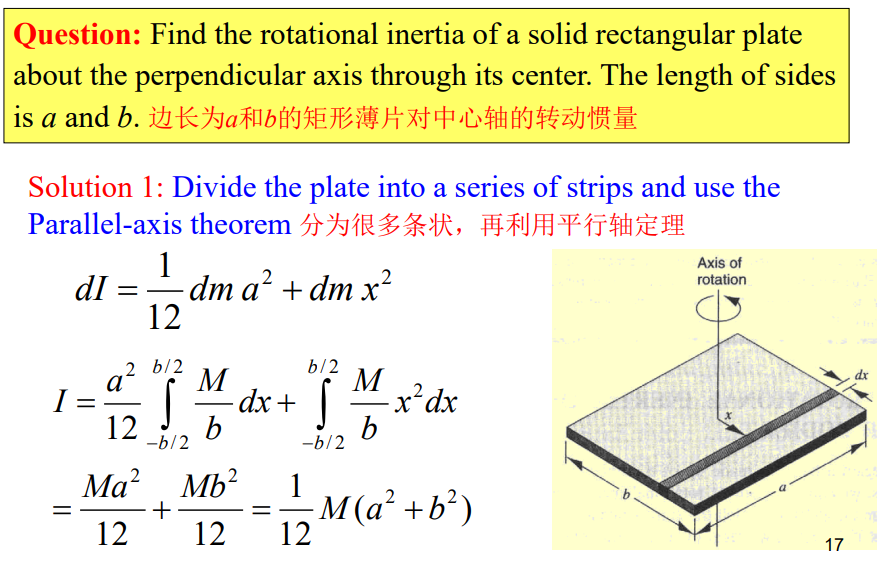 Question: Find the rotational inertia of a solid rectangular plate
about the perpendicular axis through its center. The length of sides
is a and b. 边长为a和b的矩形薄片对中心轴的转动惯量
Solution 1: Divide the plate into a series of strips and use the
Parallel-axis theorem 分为很多条状，再利用平行轴定理
dI = \frac{1}{12} dm a^2 + dm x^2
I = \frac{a^2}{12} \int_{-b/2}^{b/2} \frac{M}{b} dx + \int_{-b/2}^{b/2} \frac{M}{b} x^2 dx
= \frac{Ma^2}{12} + \frac{Mb^2}{12} = \frac{1}{12} M(a^2 + b^2)
Axis of
rotation
dx
x
b
a
17